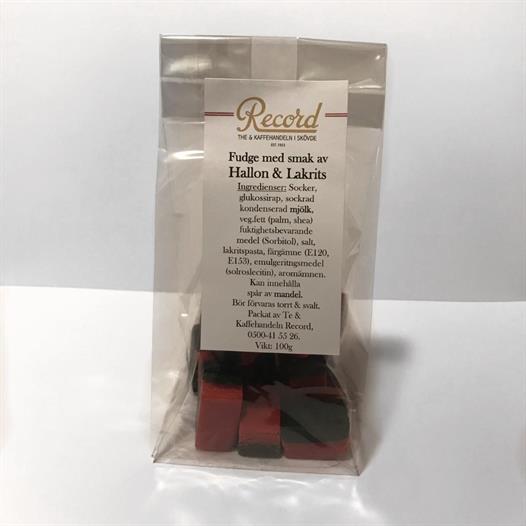 Record
THE & KAFFEHANDELN I SKÖVDE
EST. 1953
Fudge med smak av
Hallon & Lakrits
Ingredienser: Socker,
glukossirap, sockrad
kondenserad mjölk,
veg.fett (palm, shea)
fuktighetsbevarande
medel (Sorbitol), salt,
lakritspasta, färgämne (E120,
E153), emulgeritngsmedel
(solroslecitin), aromämnen.
Kan innehålla
spår av mandel.
Bör förvaras torrt & svalt.
Packat av Te &
Kaffehandeln Record,
0500-41 55 26.
Vikt: 100g